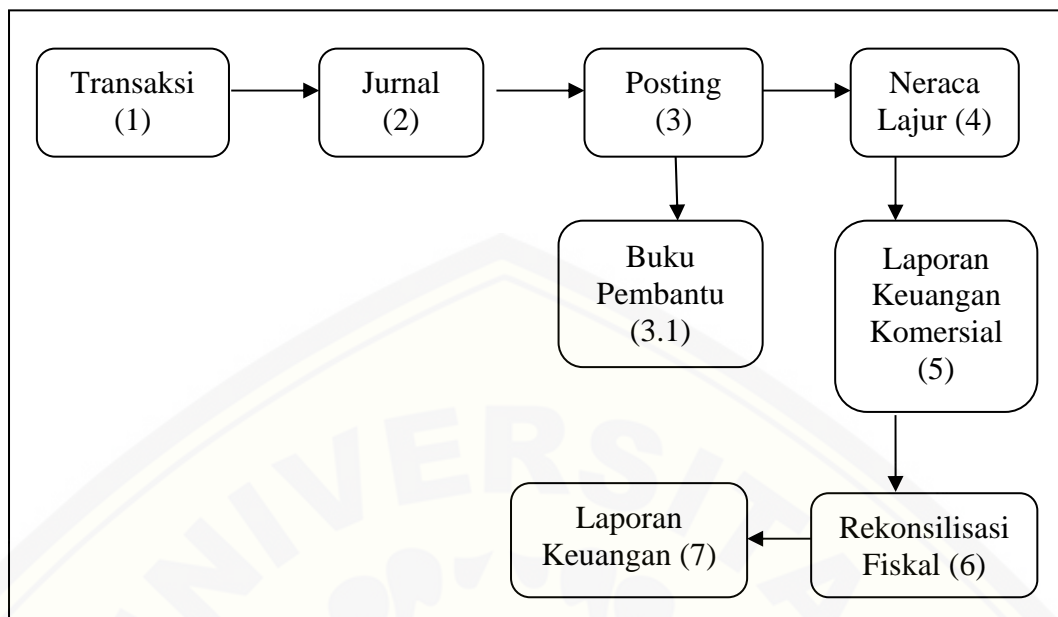 Transaksi
(1)
Jurnal
(2)
Posting
(3)
Neraca
Lajur (4)
Buku
Pembantu
(3.1)
Laporan
Keuangan
Komersial
(5)
Laporan
Keuangan (7)
Rekonsilisasi
Fiskal (6)
NIVERSITA